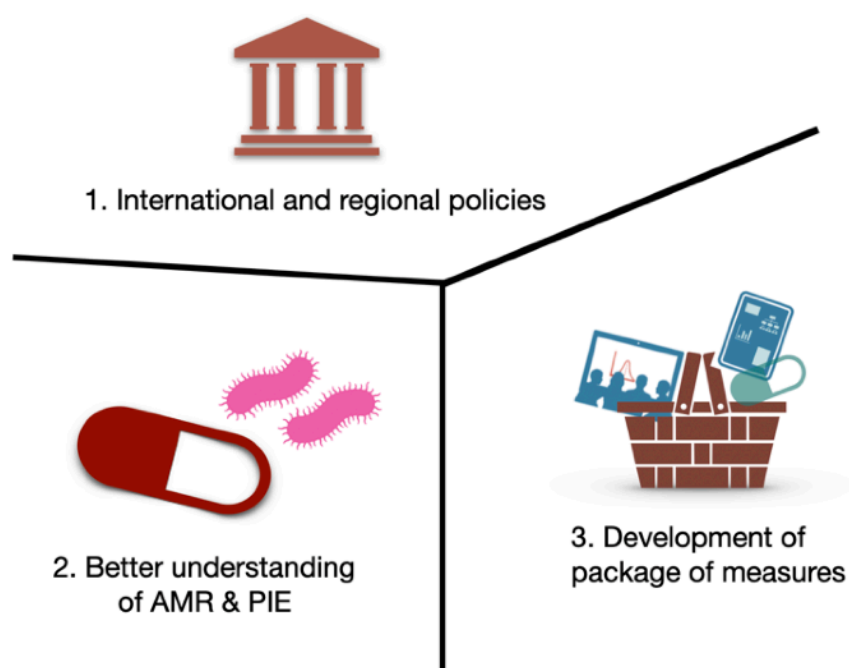 1. International and regional policies
2. Better understanding
of AMR & PIE
3. Development of
package of measures